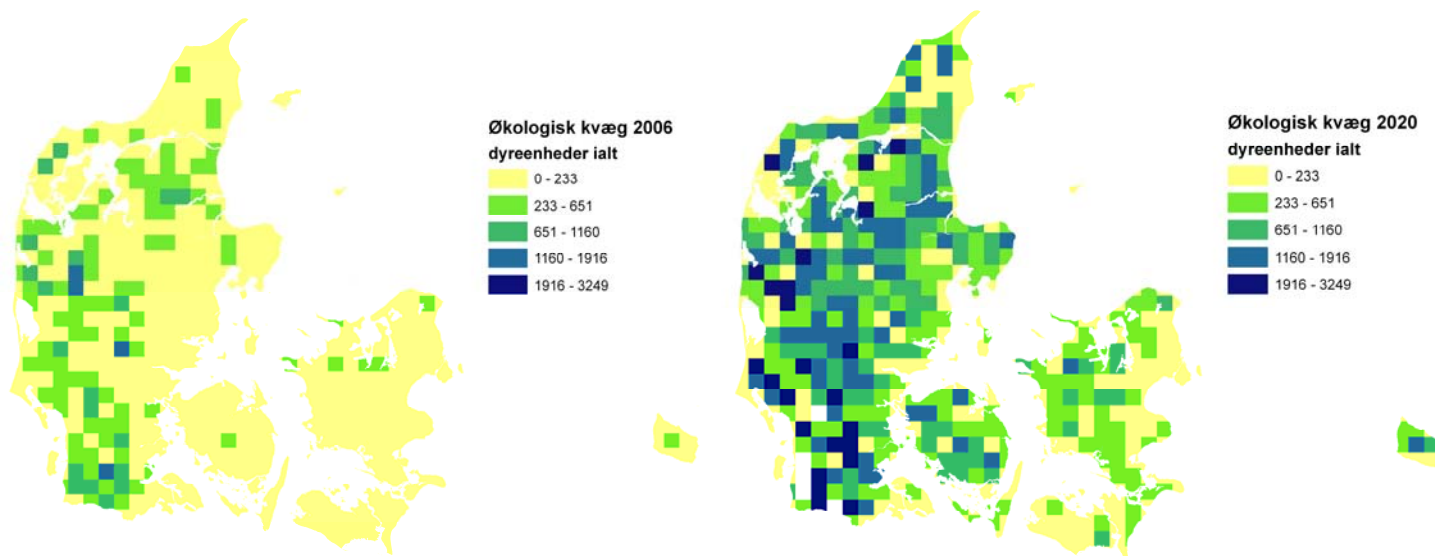 Økologisk kvæg 2006
dyreenheder ialt
0 - 233
233 - 651
651 - 1160
1160 - 1916
1916 - 3249
Økologisk kvæg 2020
dyreenheder ialt
0 - 233
233 - 651
651 - 1160
1160 - 1916
1916 - 3249